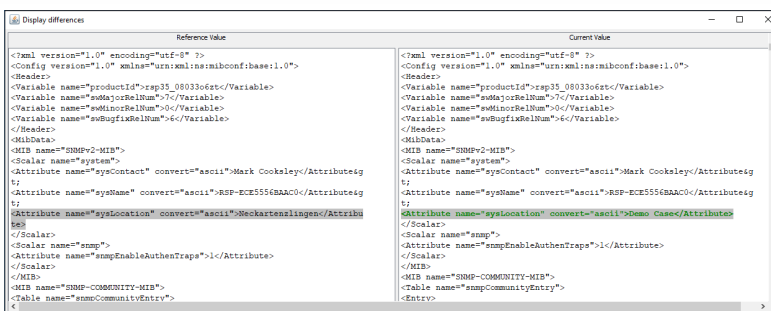 Display differences
Reference Value
<?xml version="1.0" encoding="utf-8" ?>
<Config version="1.0" xmlns="urn:xml:ns:mibconf:base:1.0">
<Header>
<Variable name="productId">rsp35_08033o6zt</Variable>
<Variable name="swMajorRelNum">7</Variable>
<Variable name="swMinorRelNum">0</Variable>
<Variable name="swBugfixRelNum">6</Variable>
</Header>
<MibData>
<MIB name="SNMPv2-MIB">
<Scalar name="system">
<Attribute name="sysContact" convert="ascii">Mark Cooksley</Attribute&g
t;
<Attribute name="sysName" convert="ascii">RSP-ECE5556BAAC0</Attribute&g
t;
<Attribute name="sysLocation" convert="ascii">Neckartenzlingen</Attribu
te>
</Scalar>
<Scalar name="snmp">
<Attribute name="snmpEnableAuthenTraps">1</Attribute>
</Scalar>
</MIB>
<MIB name="SNMP-COMMUNITY-MIB">
<Table name="snmpCommunityEntry">
Current Value
<?xml version="1.0" encoding="utf-8" ?>
<Config version="1.0" xmlns="urn:xml:ns:mibconf:base:1.0">
<Header>
<Variable name="productId">rsp35_08033o6zt</Variable>
<Variable name="swMajorRelNum">7</Variable>
<Variable name="swMinorRelNum">0</Variable>
<Variable name="swBugfixRelNum">6</Variable>
</Header>
<MibData>
<MIB name="SNMPv2-MIB">
<Scalar name="system">
<Attribute name="sysContact" convert="ascii">Mark Cooksley</Attribute&g
t;
<Attribute name="sysName" convert="ascii">RSP-ECE5556BAAC0</Attribute&g
t;
<Attribute name="sysLocation" convert="ascii">Demo Case</Attribute>
</Scalar>
<Scalar name="snmp">
<Attribute name="snmpEnableAuthenTraps">1</Attribute>
</Scalar>
</MIB>
<MIB name="SNMP-COMMUNITY-MIB">
<Table name="snmpCommunityEntry">
<Entry>